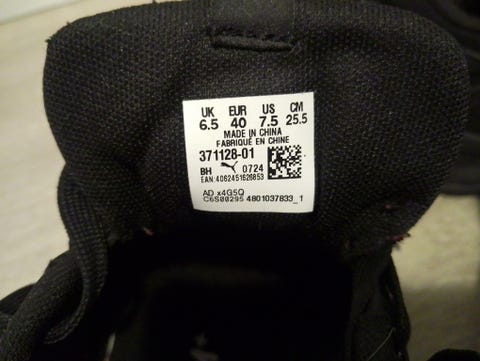 UK EUR US CM
6.5 40 7.5 25.5
MADE IN CHINA
FABRIQUÉ EN CHINE
371128-01
BH 0724
EAN: 4062451626853
AD x4G5Q
C6S00295 4801037833_1